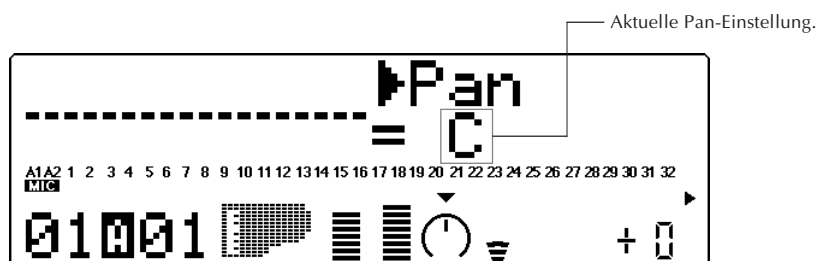 Aktuelle Pan-Einstellung.
▶Pan
----------------= C
A1 A2 1 2 3 4 5 6 7 8 9 10 11 12 13 14 15 16 17 18 19 20 21 22 23 24 25 26 27 28 29 30 31 32
MIC
01A01 + 0